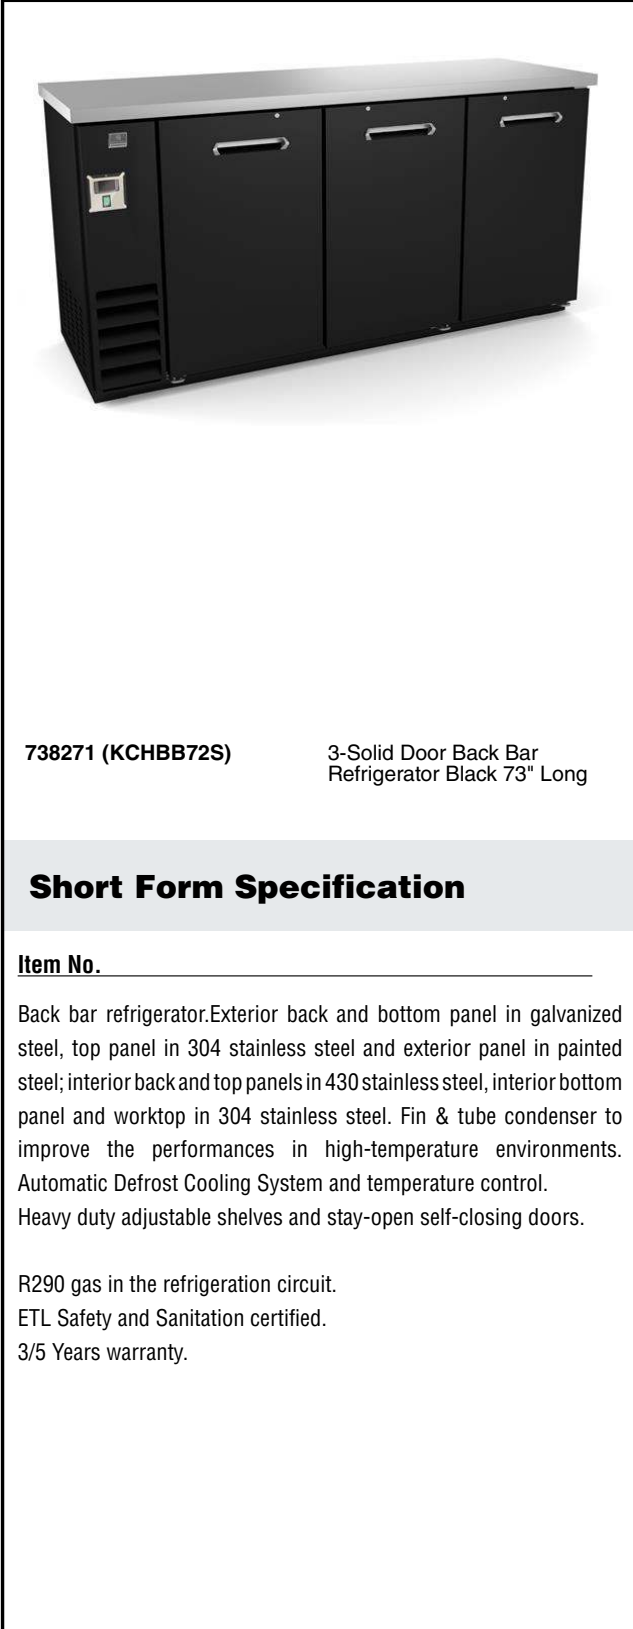 738271 (KCHBB72S)
3-Solid Door Back Bar
Refrigerator Black 73" Long
Short Form Specification
Item No.
Back bar refrigerator.Exterior back and bottom panel in galvanized
steel, top panel in 304 stainless steel and exterior panel in painted
steel; interior back and top panels in 430 stainless steel, interior bottom
panel and worktop in 304 stainless steel. Fin & tube condenser to
improve the performances in high-temperature environments.
Automatic Defrost Cooling System and temperature control.
Heavy duty adjustable shelves and stay-open self-closing doors.
R290 gas in the refrigeration circuit.
ETL Safety and Sanitation certified.
3/5 Years warranty.